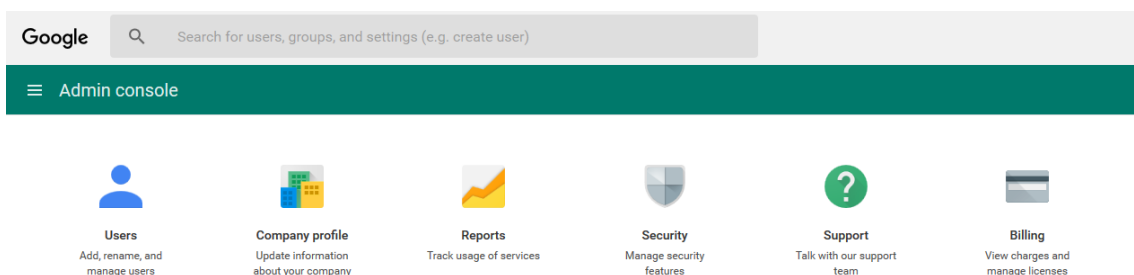 Google
Search for users, groups, and settings (e.g. create user)
Admin console
Users
Add, rename, and
manage users
Company profile
Update information
about your company
Reports
Track usage of services
Security
Manage security
features
Support
Talk with our support
team
Billing
View charges and
manage licenses